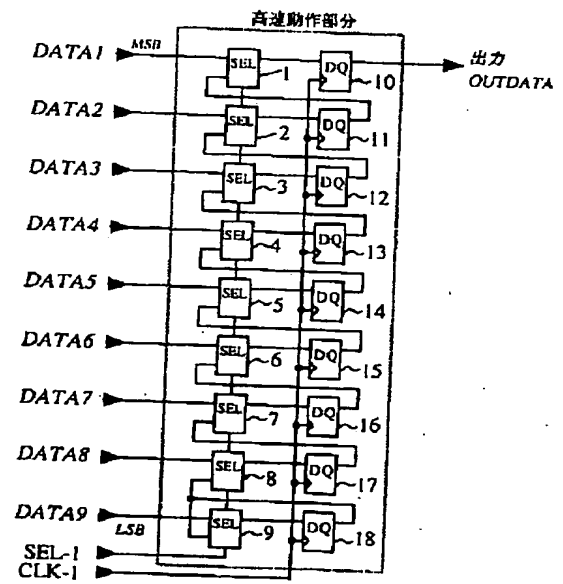 高速動作部分
DATA1 MSB SEL 1 DQ 10 出力
OUTDATA
DATA2 SEL 2 DQ 11
DATA3 SEL 3 DQ 12
DATA4 SEL 4 DQ 13
DATA5 SEL 5 DQ 14
DATA6 SEL 6 DQ 15
DATA7 SEL 7 DQ 16
DATA8 SEL 8 DQ 17
DATA9 LSB SEL 9 DQ 18
SEL-1
CLK-1